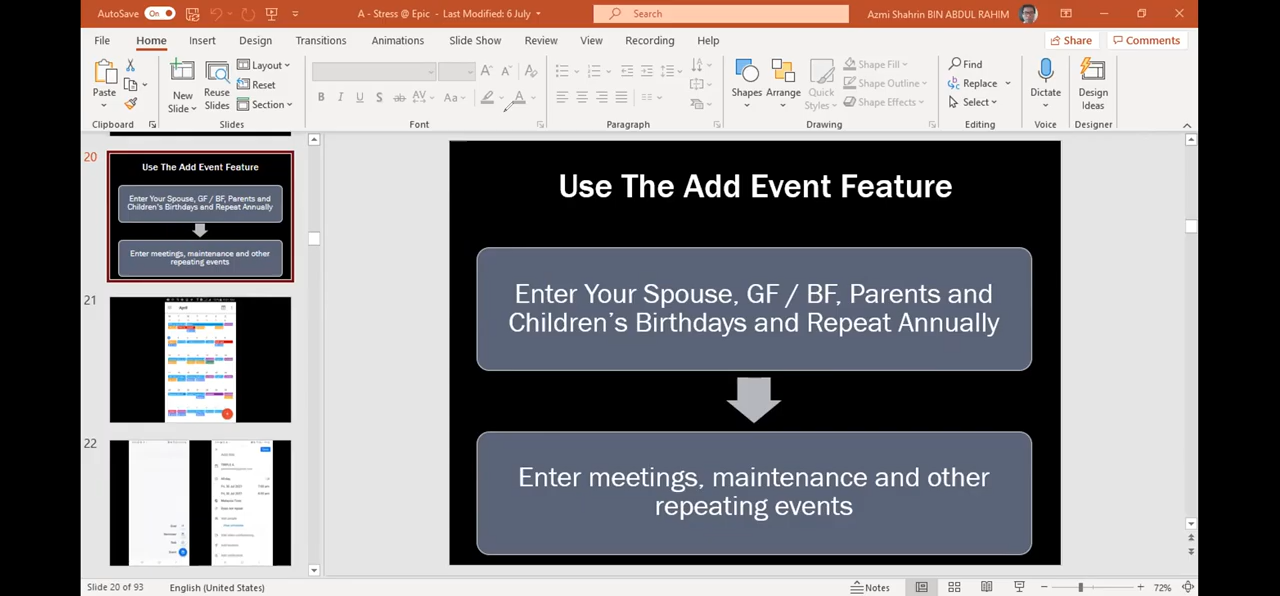 AutoSave On A - Stress @ Epic - Last Modified: 6 July Search Azmi Shahrin BIN ABDUL RAHIM
File Home Insert Design Transitions Animations Slide Show Review View Recording Help Share Comments
Paste
Clipboard
New Slide
Reuse Slides
Layout
Reset
Section
Slides
B I U S ab AV Aa A
Font
Paragraph
Shapes
Arrange
Quick Styles
Shape Fill
Shape Outline
Shape Effects
Drawing
Find
Replace
Select
Editing
Dictate
Voice
Design Ideas
Designer
20
Use The Add Event Feature
Enter Your Spouse, GF / BF, Parents and
Children's Birthdays and Repeat Annually
Enter meetings, maintenance and other
repeating events
21
April
22
Use The Add Event Feature
Enter Your Spouse, GF / BF, Parents and
Children's Birthdays and Repeat Annually
Enter meetings, maintenance and other
repeating events
Slide 20 of 93 English (United States) Notes 72%